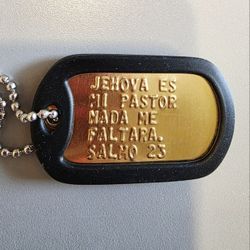 JEHOVA ES
MI PASTOR
NADA ME
FALTARA.
SALMO 23